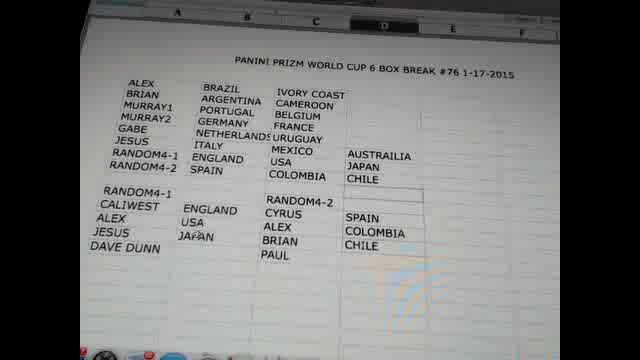 A B C D E F
PANINI PRIZM WORLD CUP 6 BOX BREAK #76 1-17-2015
ALEX BRAZIL IVORY COAST
BRIAN ARGENTINA CAMEROON
MURRAY1 PORTUGAL BELGIUM
MURRAY2 GERMANY FRANCE
GABE NETHERLANDS URUGUAY
JESUS ITALY MEXICO AUSTRAILIA
RANDOM4-1 ENGLAND USA JAPAN
RANDOM4-2 SPAIN COLOMBIA CHILE
RANDOM4-1 RANDOM4-2
CALIWEST ENGLAND CYRUS SPAIN
ALEX USA ALEX COLOMBIA
JESUS JAPAN BRIAN CHILE
DAVE DUNN PAUL